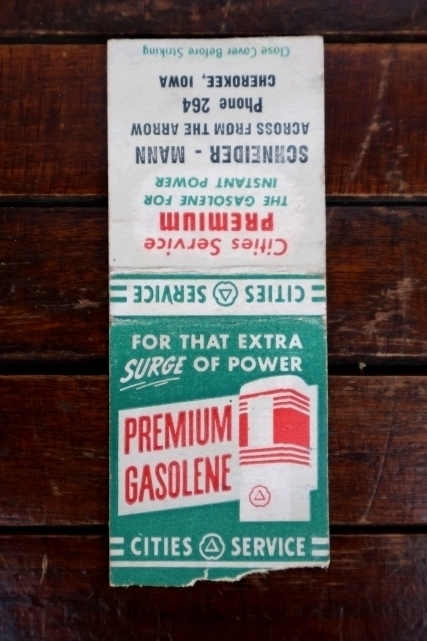 Cities Service
PREMIUM
THE GASOLENE FOR
INSTANT POWER
SCHNEIDER - MANN
ACROSS FROM THE ARROW
Phone 264
CHEROKEE, IOWA
Close Cover Before Striking
CITIES SERVICE
FOR THAT EXTRA
SURGE OF POWER
PREMIUM
GASOLENE
CITIES SERVICE